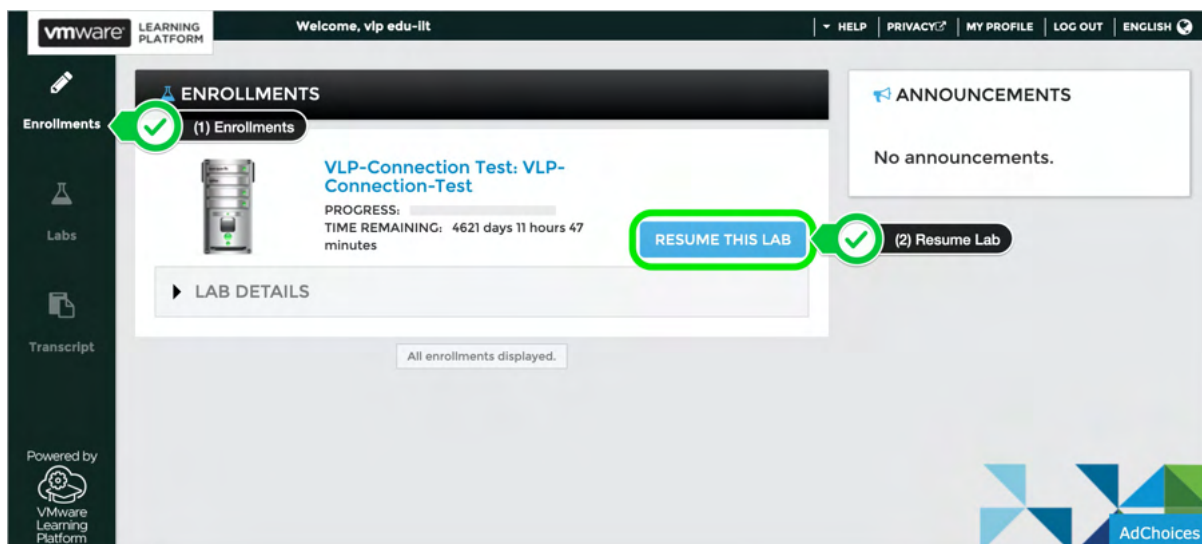 vmware LEARNING PLATFORM
Welcome, vlp edu-ilt
HELP
PRIVACY
MY PROFILE
LOG OUT
ENGLISH
Enrollments
Labs
Transcript
Powered by
VMware
Learning
Platform
ENROLLMENTS
(1) Enrollments
VLP-Connection Test: VLP-
Connection-Test
PROGRESS:
TIME REMAINING: 4621 days 11 hours 47
minutes
RESUME THIS LAB
(2) Resume Lab
LAB DETAILS
All enrollments displayed.
ANNOUNCEMENTS
No announcements.
AdChoices